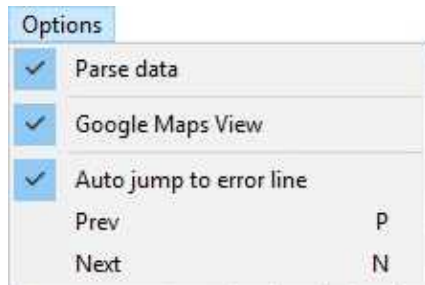 Options
Parse data
Google Maps View
Auto jump to error line
Prev P
Next N